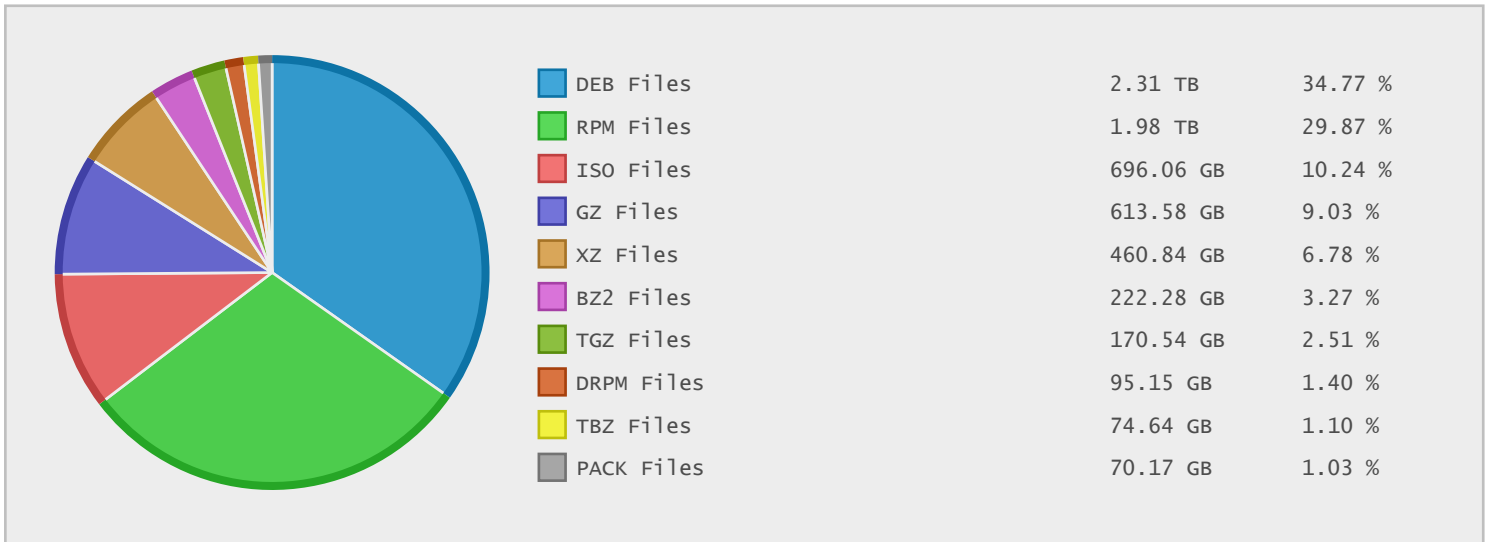 DEB Files 2.31 TB 34.77 %
RPM Files 1.98 TB 29.87 %
ISO Files 696.06 GB 10.24 %
GZ Files 613.58 GB 9.03 %
XZ Files 460.84 GB 6.78 %
BZ2 Files 222.28 GB 3.27 %
TGZ Files 170.54 GB 2.51 %
DRPM Files 95.15 GB 1.40 %
TBZ Files 74.64 GB 1.10 %
PACK Files 70.17 GB 1.03 %